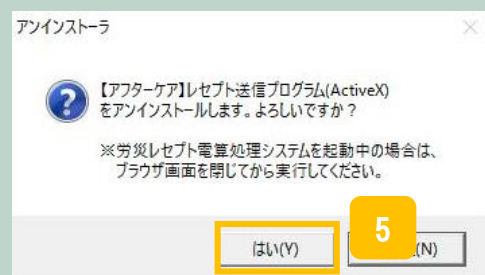 アンインストーラ
【アフターケア】レセプト送信プログラム(ActiveX)
をアンインストールします。よろしいですか？
※労災レセプト電算処理システムを起動中の場合は、
ブラウザ画面を閉じてから実行してください。
はい(Y)
5
(N)